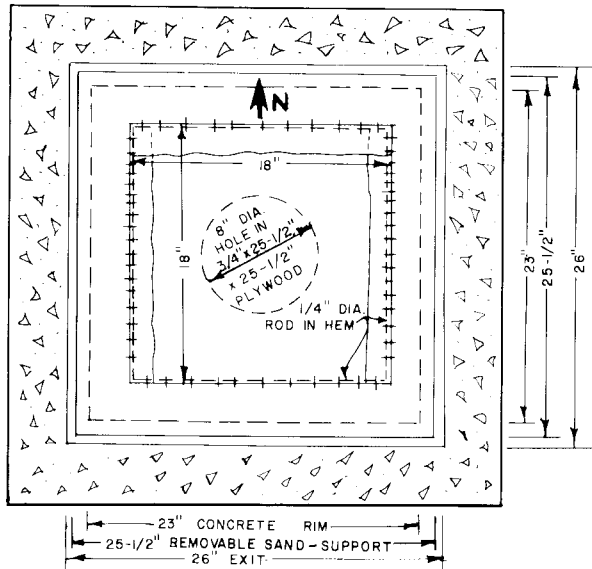 N
18"
18"
8" DIA.
HOLE IN
3/4" x 25-1/2"
x 25-1/2"
PLYWOOD
1/4" DIA.
ROD IN HEM
23"
25-1/2"
26"
23" CONCRETE RIM
25-1/2" REMOVABLE SAND-SUPPORT
26" EXIT